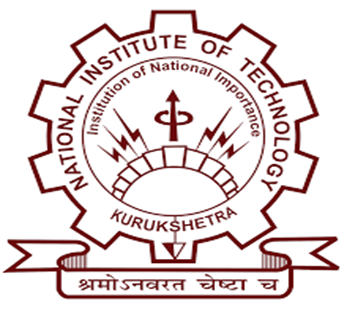 NATIONAL INSTITUTE OF TECHNOLOGY
Institution of National Importance
KURUKSHETRA
श्रमोऽनवरत चेष्टा च